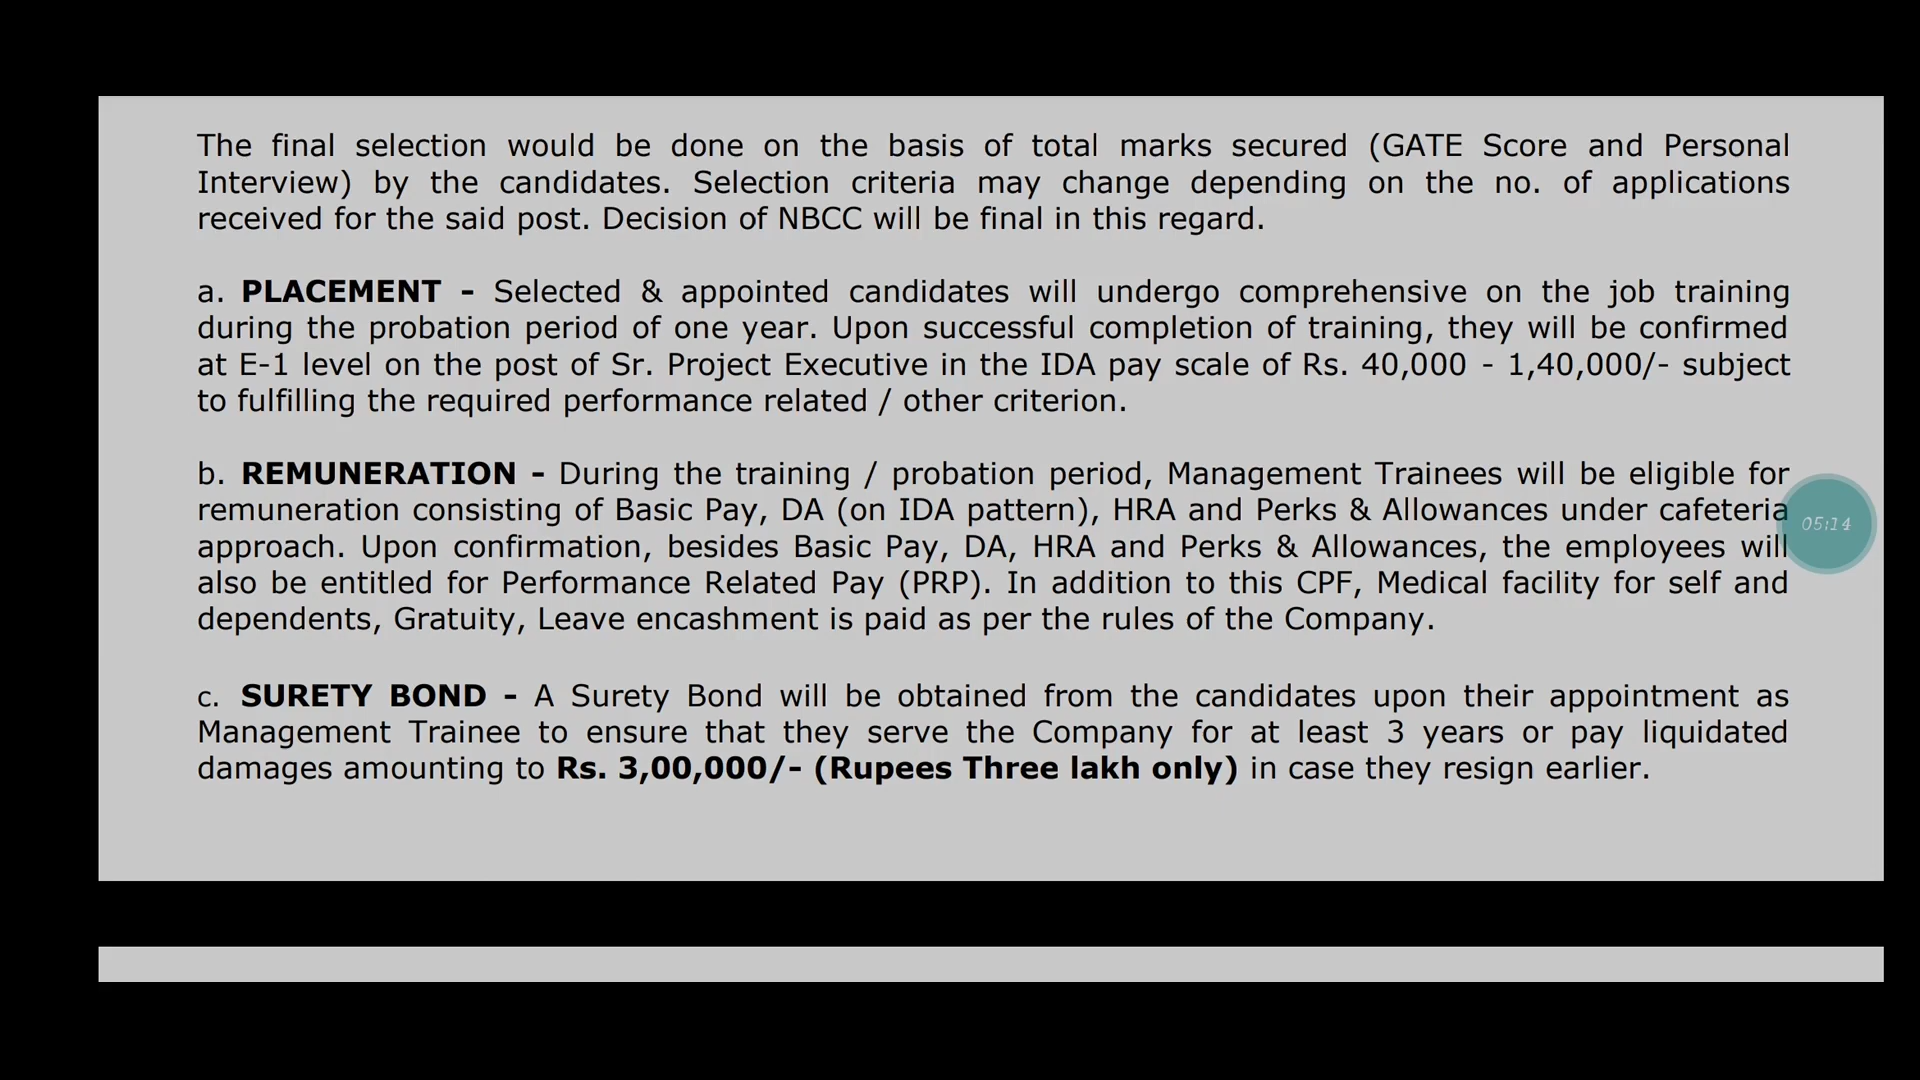 The final selection would be done on the basis of total marks secured (GATE Score and Personal
Interview) by the candidates. Selection criteria may change depending on the no. of applications
received for the said post. Decision of NBCC will be final in this regard.
a. PLACEMENT - Selected & appointed candidates will undergo comprehensive on the job training
during the probation period of one year. Upon successful completion of training, they will be confirmed
at E-1 level on the post of Sr. Project Executive in the IDA pay scale of Rs. 40,000 - 1,40,000/- subject
to fulfilling the required performance related / other criterion.
b. REMUNERATION - During the training / probation period, Management Trainees will be eligible for
remuneration consisting of Basic Pay, DA (on IDA pattern), HRA and Perks & Allowances under cafeteria
approach. Upon confirmation, besides Basic Pay, DA, HRA and Perks & Allowances, the employees will
also be entitled for Performance Related Pay (PRP). In addition to this CPF, Medical facility for self and
dependents, Gratuity, Leave encashment is paid as per the rules of the Company.
05:14
c. SURETY BOND - A Surety Bond will be obtained from the candidates upon their appointment as
Management Trainee to ensure that they serve the Company for at least 3 years or pay liquidated
damages amounting to Rs. 3,00,000/- (Rupees Three lakh only) in case they resign earlier.